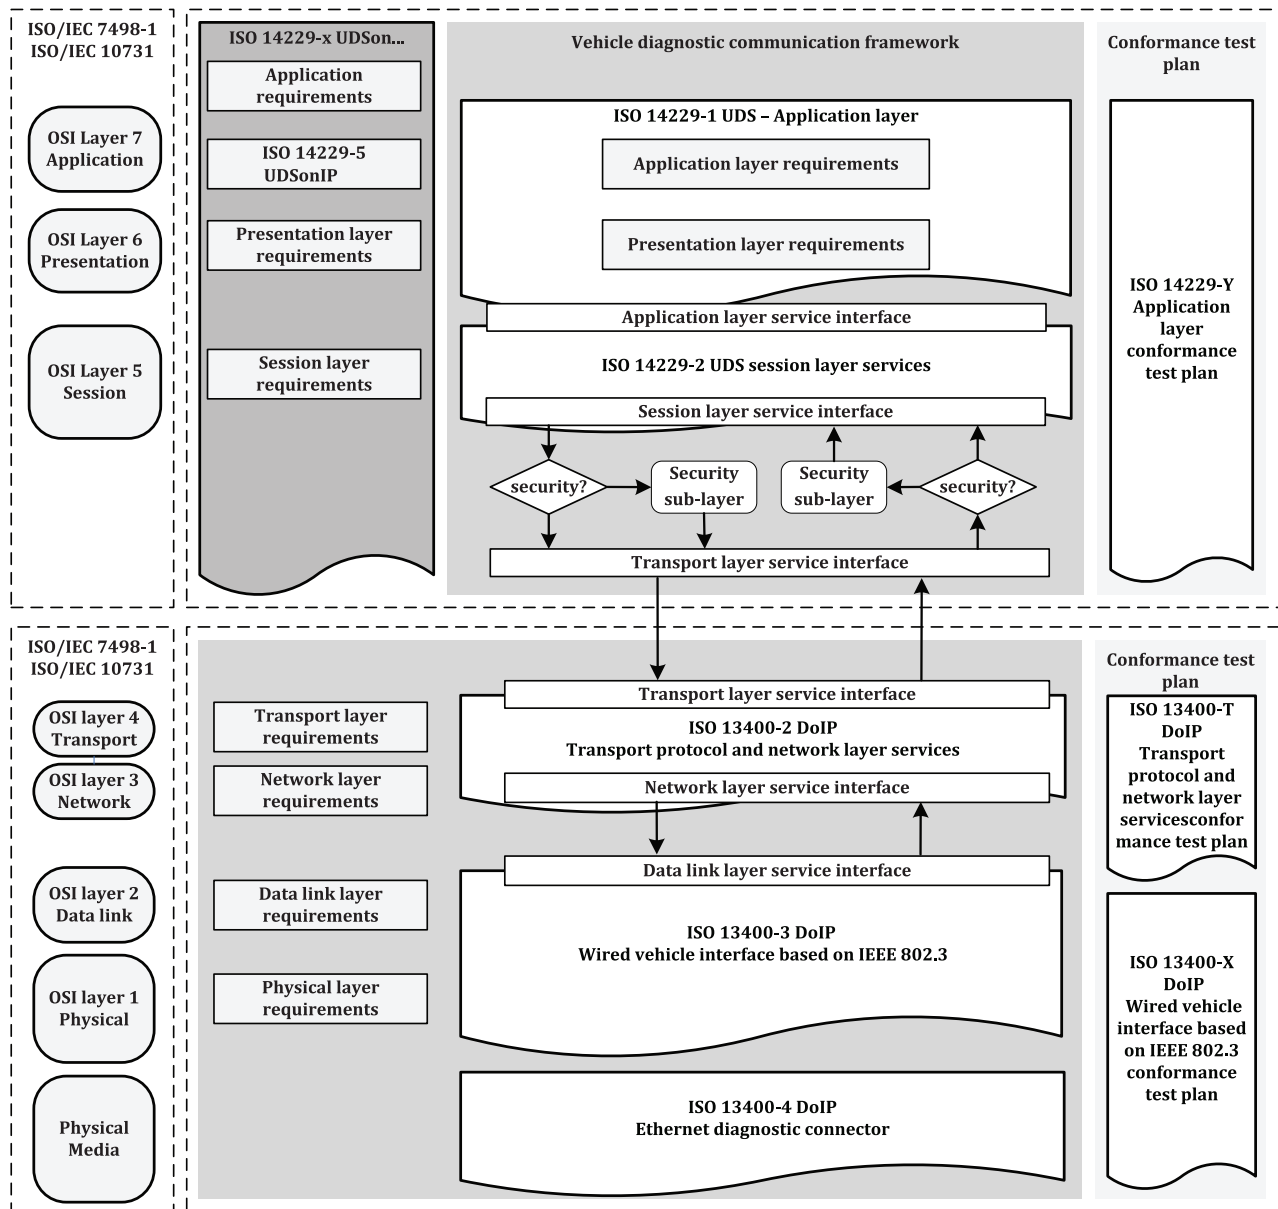 ISO/IEC 7498-1
ISO/IEC 10731
OSI Layer 7
Application
OSI Layer 6
Presentation
OSI Layer 5
Session
ISO 14229-x UDSon...
Application
requirements
ISO 14229-5
UDSonIP
Presentation layer
requirements
Session layer
requirements
Vehicle diagnostic communication framework
ISO 14229-1 UDS – Application layer
Application layer requirements
Presentation layer requirements
Application layer service interface
ISO 14229-2 UDS session layer services
Session layer service interface
security?
Security
sub-layer
Security
sub-layer
security?
Transport layer service interface
Conformance test
plan
ISO 14229-Y
Application
layer
conformance
test plan
ISO/IEC 7498-1
ISO/IEC 10731
OSI layer 4
Transport
OSI layer 3
Network
OSI layer 2
Data link
OSI layer 1
Physical
Physical
Media
Transport layer
requirements
Network layer
requirements
Data link layer
requirements
Physical layer
requirements
Transport layer service interface
ISO 13400-2 DoIP
Transport protocol and network layer services
Network layer service interface
Data link layer service interface
ISO 13400-3 DoIP
Wired vehicle interface based on IEEE 802.3
ISO 13400-4 DoIP
Ethernet diagnostic connector
Conformance test
plan
ISO 13400-T
DoIP
Transport
protocol and
network layer
servicesconfor
mance test plan
ISO 13400-X
DoIP
Wired vehicle
interface based
on IEEE 802.3
conformance
test plan